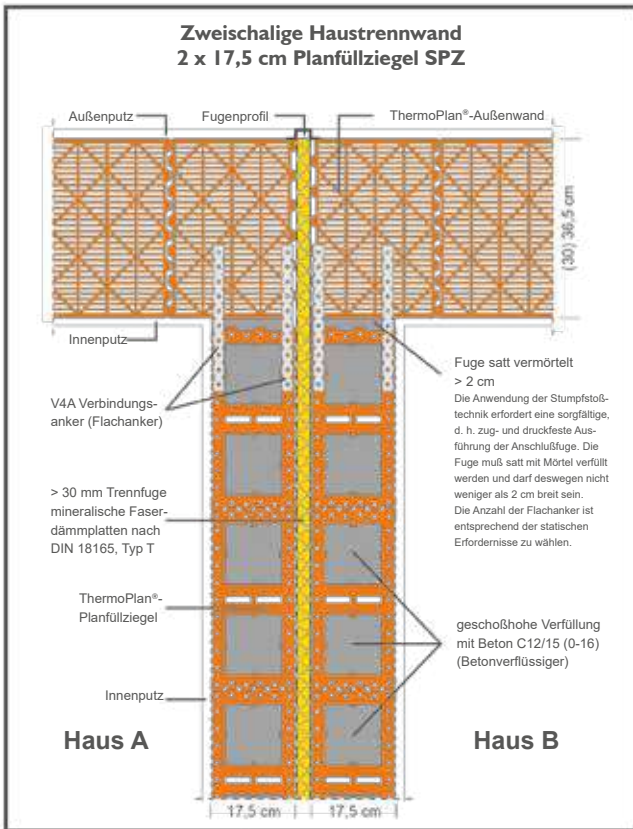 Zweischalige Haustrennwand
2 x 17,5 cm Planfüllziegel SPZ
Außenputz
Fugenprofil
ThermoPlan®-Außenwand
(30) 36,5 cm
Innenputz
V4A Verbindungs-
anker (Flachanker)
Fuge satt vermörtelt
> 2 cm
Die Anwendung der Stumpfstoß-
technik erfordert eine sorgfältige,
d. h. zug- und druckfeste Aus-
führung der Anschlußfuge. Die
Fuge muß satt mit Mörtel verfüllt
werden und darf deswegen nicht
weniger als 2 cm breit sein.
Die Anzahl der Flachanker ist
entsprechend der statischen
Erfordernisse zu wählen.
> 30 mm Trennfuge
mineralische Faser-
dämmplatten nach
DIN 18165, Typ T
ThermoPlan®-
Planfüllziegel
geschoßhohe Verfüllung
mit Beton C12/15 (0-16)
(Betonverflüssiger)
Innenputz
Haus A
Haus B
17,5 cm
17,5 cm